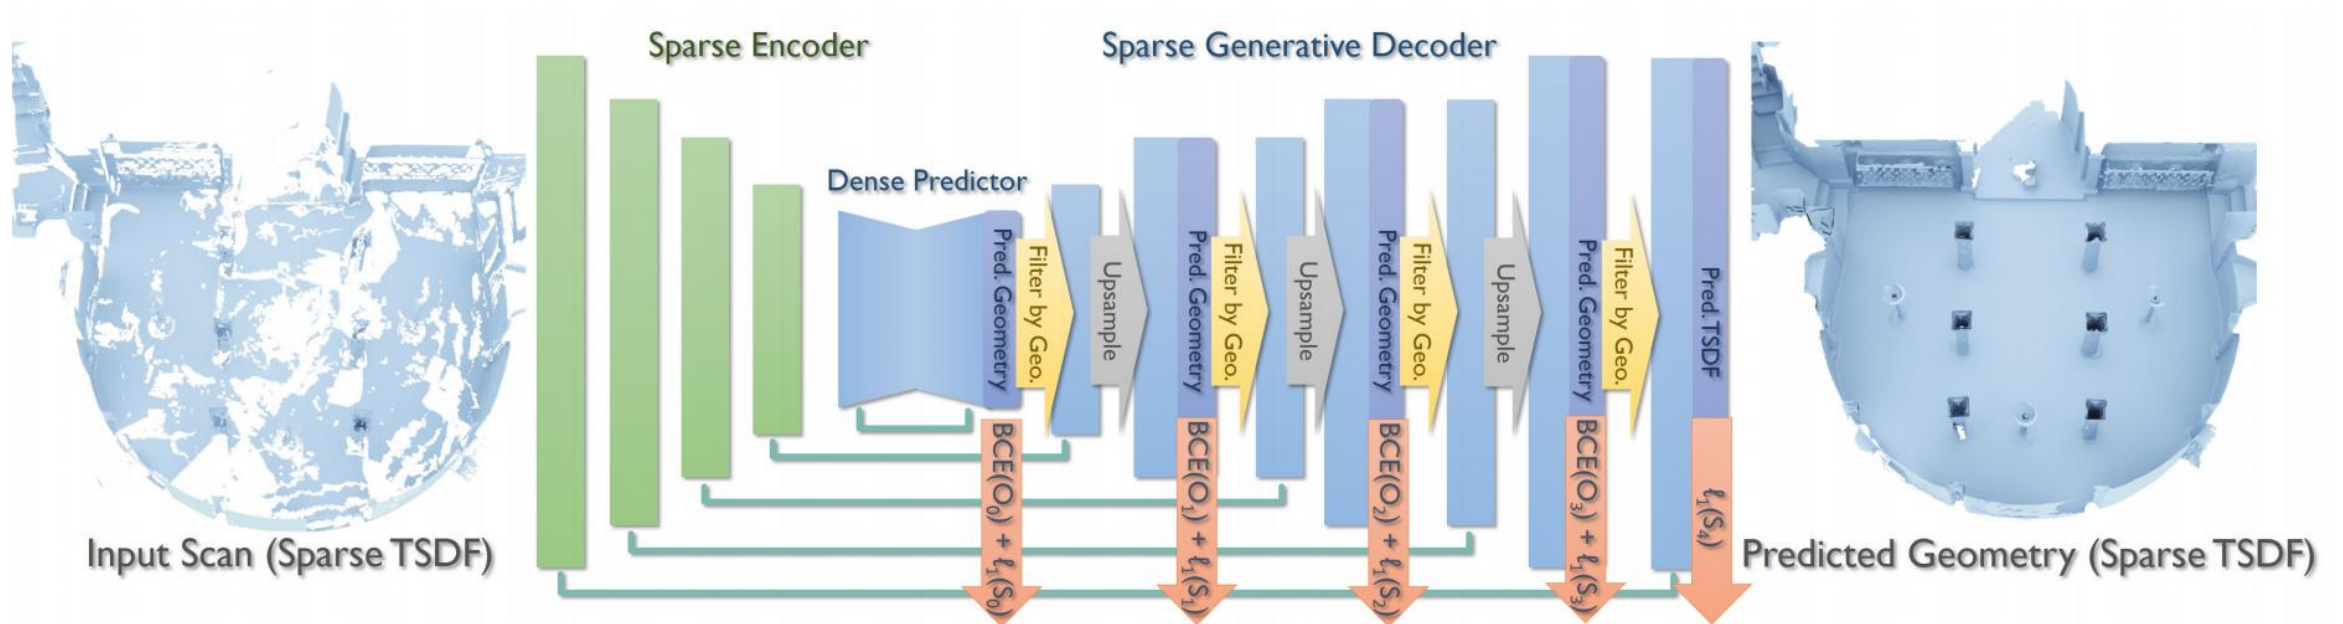 Sparse Encoder
Sparse Generative Decoder
Dense Predictor
Pred. Geometry
Filter by Geo.
Upsample
Pred. Geometry
Filter by Geo.
Upsample
Pred. Geometry
Filter by Geo.
Upsample
Pred. Geometry
Filter by Geo.
Pred. TSDF
BCE(O₀) + ℓ₁(S₀)
BCE(O₁) + ℓ₁(S₁)
BCE(O₂) + ℓ₁(S₂)
BCE(O₃) + ℓ₁(S₃)
ℓ₁(S₄)
Input Scan (Sparse TSDF)
Predicted Geometry (Sparse TSDF)